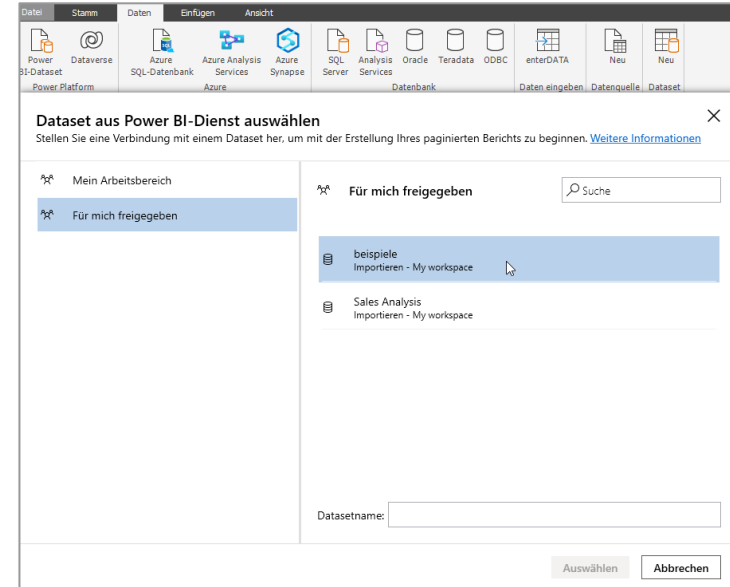 Datei Stamm Daten Einfügen Ansicht
Power Dataverse Azure Azure Analysis Azure SQL Analysis Oracle Teradata ODBC enterDATA Neu Neu
BI-Dataset SQL-Datenbank Services Synapse Server Services
Power Platform Azure Datenbank Daten eingeben Datenquelle Dataset
Dataset aus Power BI-Dienst auswählen
Stellen Sie eine Verbindung mit einem Dataset her, um mit der Erstellung Ihres paginierten Berichts zu beginnen. Weitere Informationen
Mein Arbeitsbereich
Für mich freigegeben
Für mich freigegeben
Suche
beispiele
Importieren - My workspace
Sales Analysis
Importieren - My workspace
Datasetname:
Auswählen Abbrechen